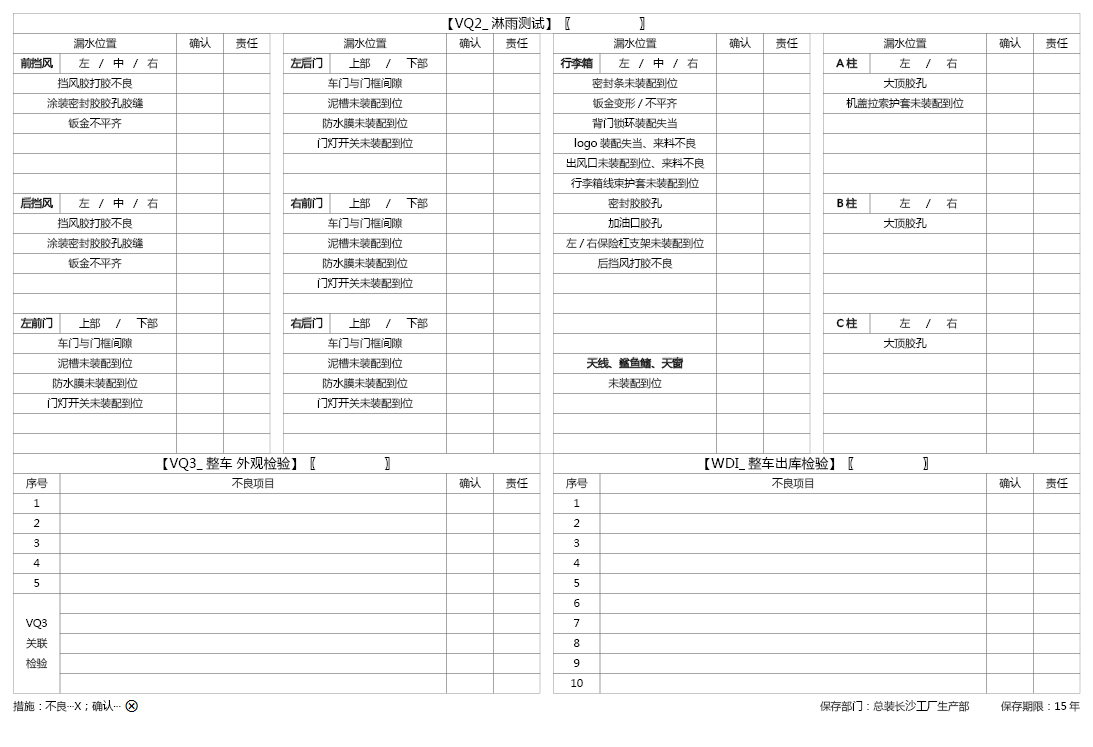 【VQ2_ 淋雨测试】〖 〗
漏水位置 确认 责任 漏水位置 确认 责任 漏水位置 确认 责任 漏水位置 确认 责任
前挡风 左 / 中 / 右 左后门 上部 / 下部 行李箱 左 / 中 / 右 A 柱 左 / 右
挡风胶打胶不良 车门与门框间隙 密封条未装配到位 大顶胶孔
涂装密封胶胶孔胶缝 泥槽未装配到位 钣金变形 / 不平齐 机盖拉索护套未装配到位
钣金不平齐 防水膜未装配到位 背门锁环装配失当
门灯开关未装配到位 logo 装配失当、来料不良
出风口未装配到位、来料不良
行李箱线束护套未装配到位
后挡风 左 / 中 / 右 右前门 上部 / 下部 密封胶胶孔 B 柱 左 / 右
挡风胶打胶不良 车门与门框间隙 加油口胶孔 大顶胶孔
涂装密封胶胶孔胶缝 泥槽未装配到位 左 / 右保险杠支架未装配到位
钣金不平齐 防水膜未装配到位 后挡风打胶不良
门灯开关未装配到位
左前门 上部 / 下部 右后门 上部 / 下部 C 柱 左 / 右
车门与门框间隙 车门与门框间隙 大顶胶孔
泥槽未装配到位 泥槽未装配到位 天线、鲨鱼鳍、天窗
防水膜未装配到位 防水膜未装配到位 未装配到位
门灯开关未装配到位 门灯开关未装配到位
【VQ3_ 整车 外观检验】〖 〗 【WDI_ 整车出库检验】〖 〗
序号 不良项目 确认 责任 序号 不良项目 确认 责任
1 1
2 2
3 3
4 4
5 5
6
VQ3 7
关联 8
检验 9
10
措施：不良···X；确认··· ⊗ 保存部门：总装长沙工厂生产部 保存期限：15 年